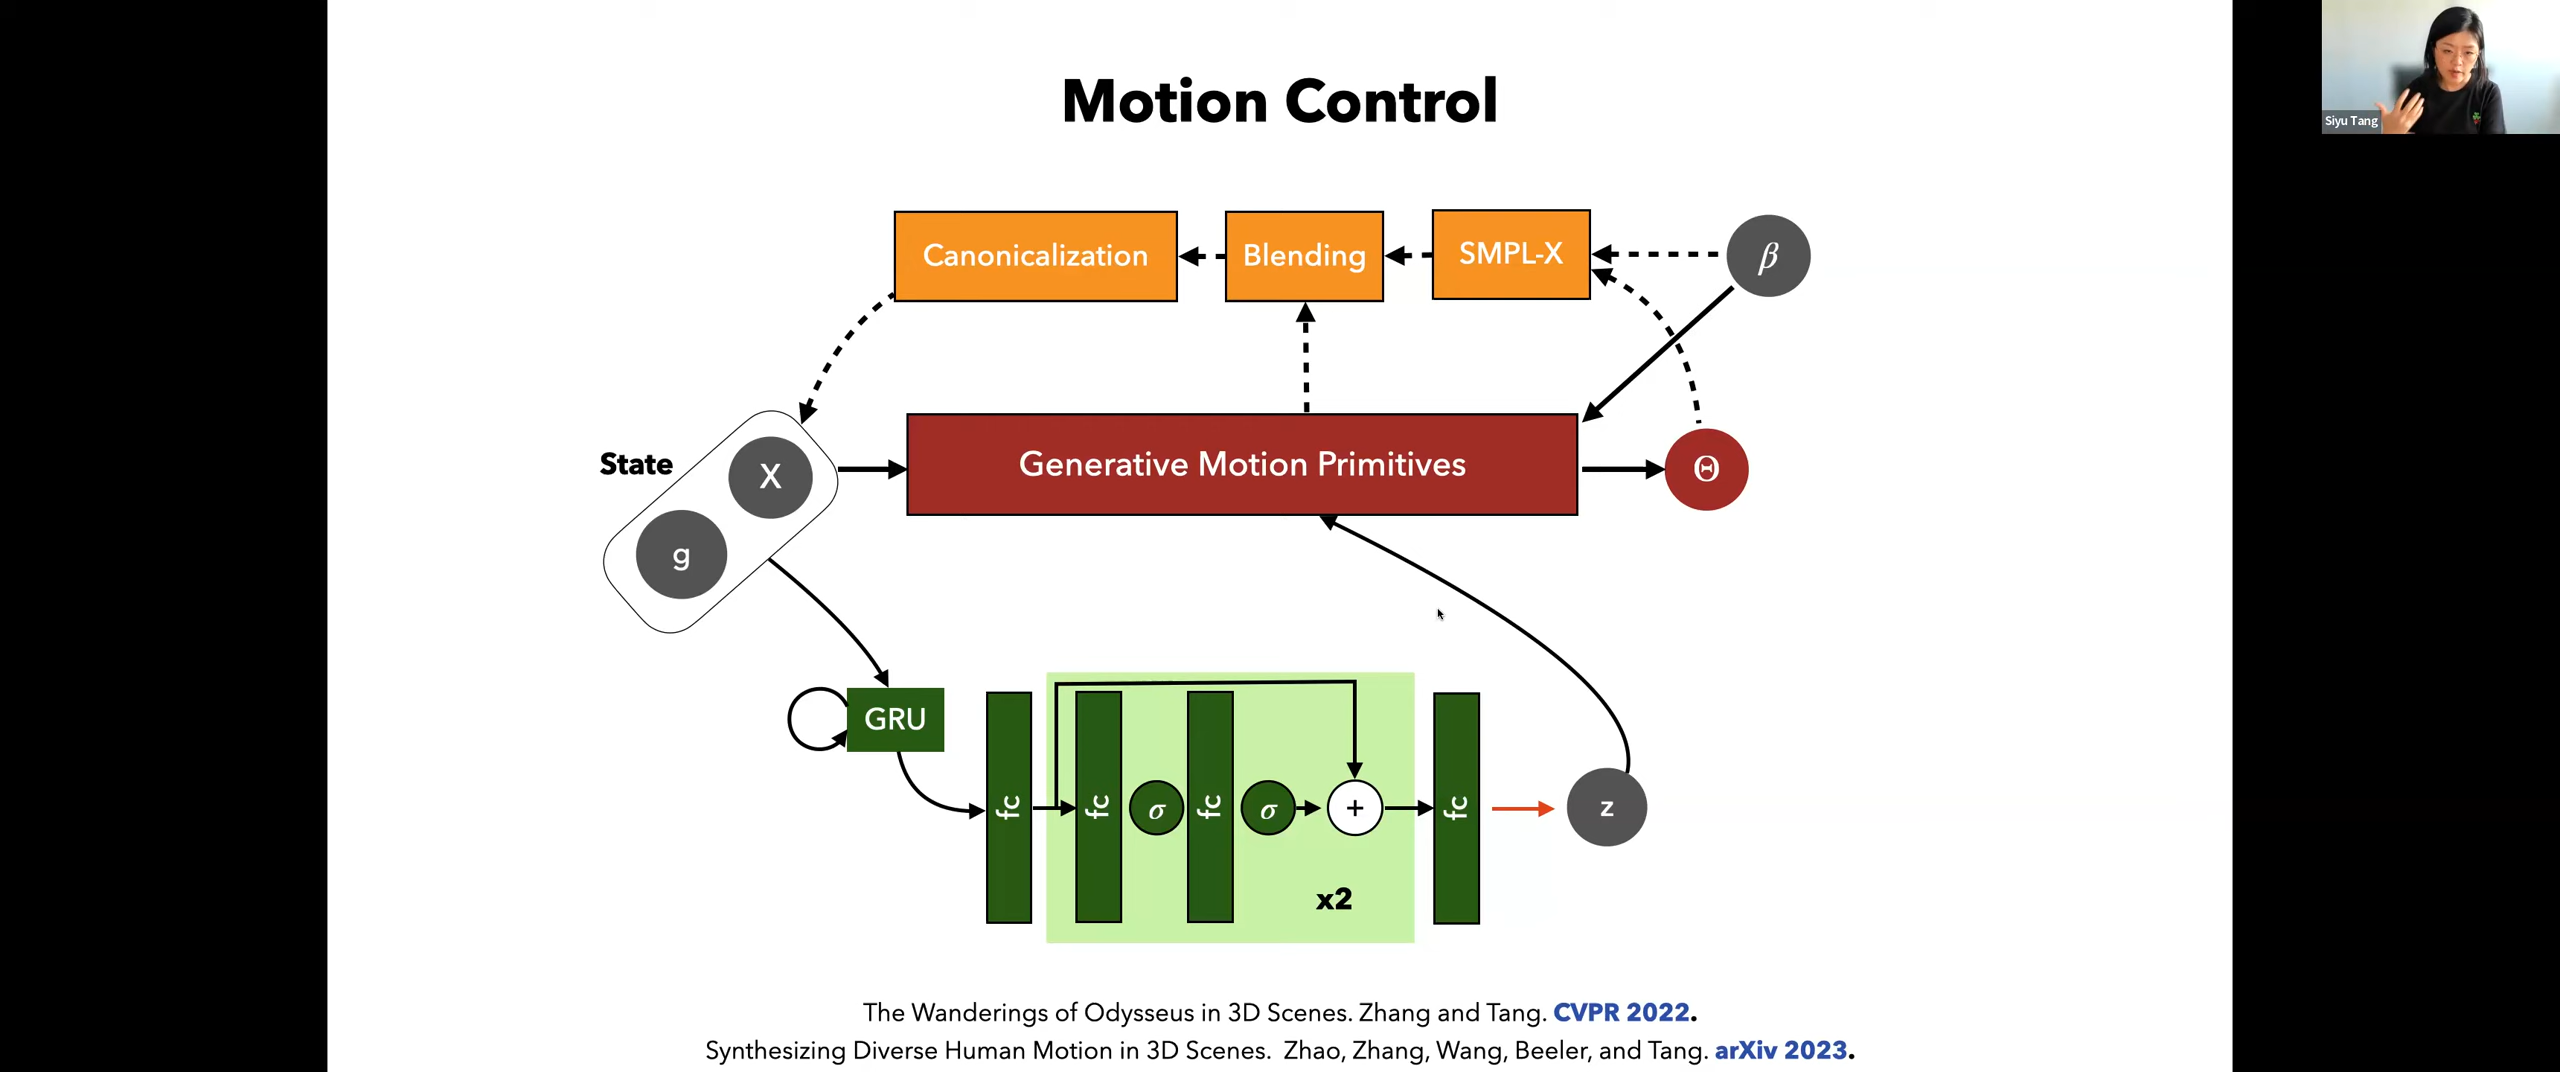 Siyu Tang
Motion Control
Canonicalization
Blending
SMPL-X
β
State
X
g
Generative Motion Primitives
Θ
GRU
fc
fc
σ
fc
σ
+
fc
z
x2
The Wanderings of Odysseus in 3D Scenes. Zhang and Tang. CVPR 2022.
Synthesizing Diverse Human Motion in 3D Scenes. Zhao, Zhang, Wang, Beeler, and Tang. arXiv 2023.